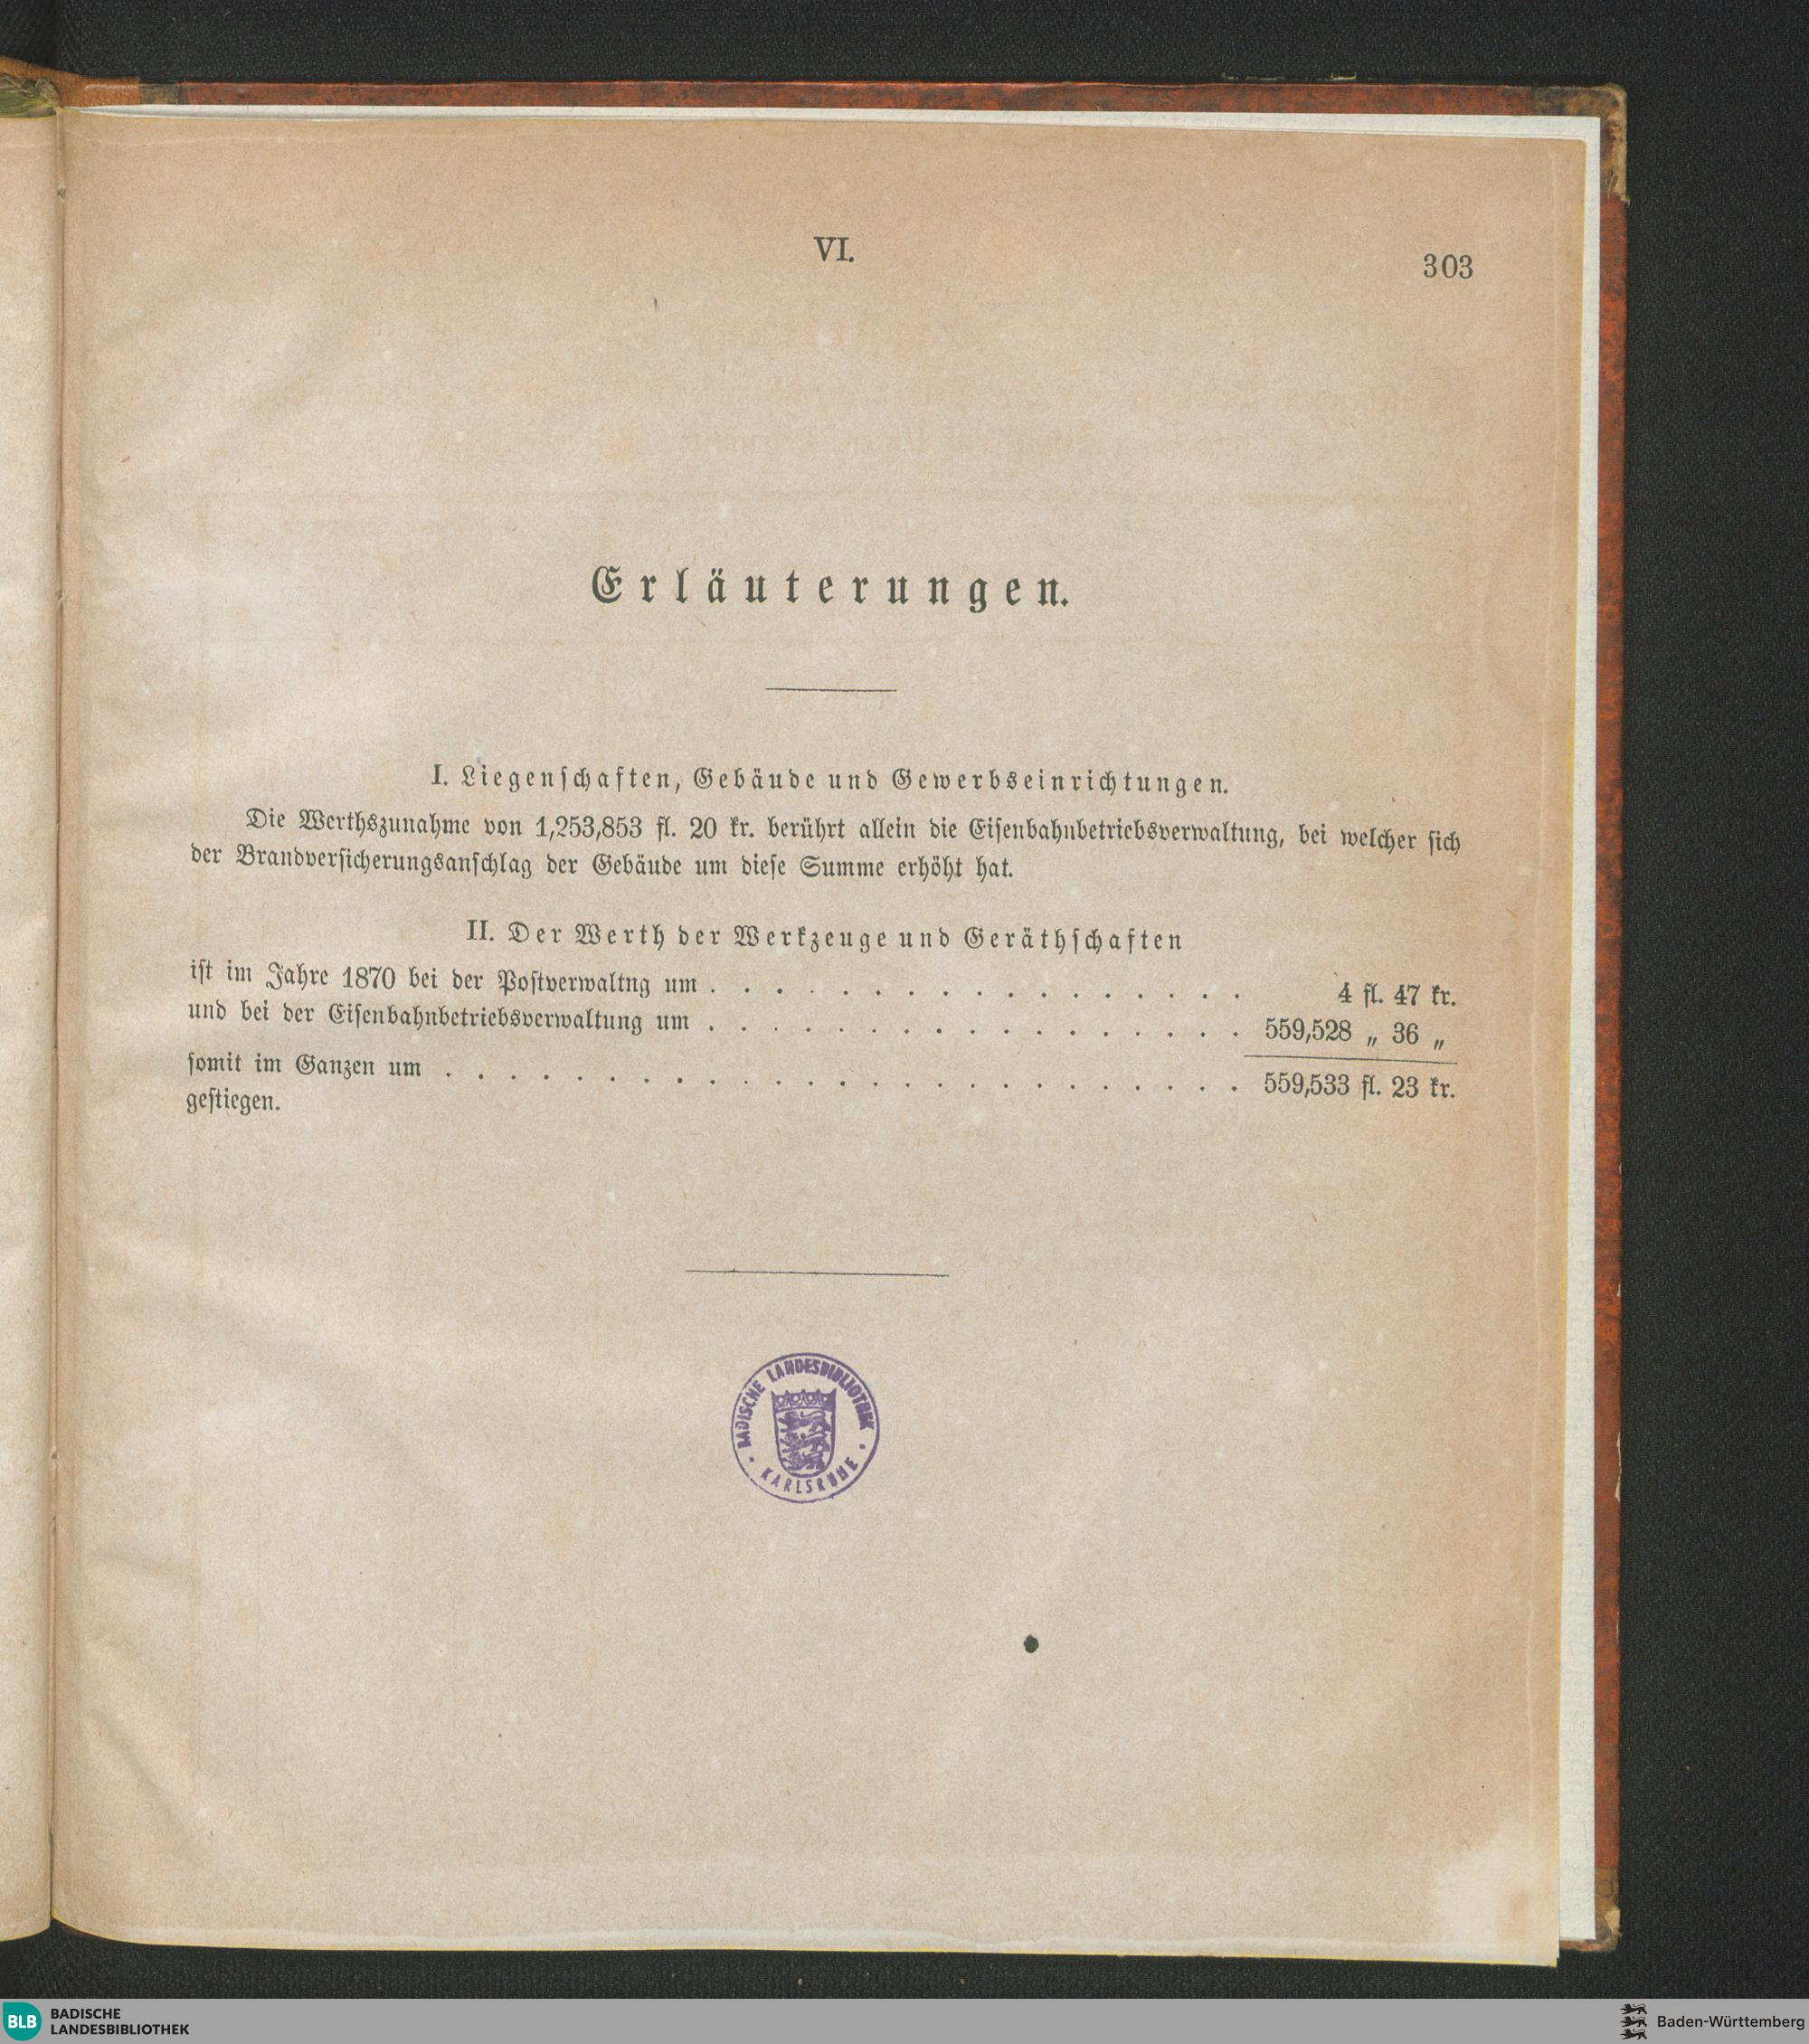 VI.
303
Erläuterungen.
I. Liegenschaften, Gebäude und Gewerbseinrichtungen.
Die Werthszunahme von 1,253,853 fl. 20 kr. berührt allein die Eisenbahnbetriebsverwaltung, bei welcher sich
der Brandversicherungsanschlag der Gebäude um diese Summe erhöht hat.
II. Der Werth der Werkzeuge und Geräthschaften
ist im Jahre 1870 bei der Postverwaltng um . . . . . . . . . . . . . . . . . 4 fl. 47 kr.
und bei der Eisenbahnbetriebsverwaltung um . . . . . . . . . . . . . . . . . 559,528 „ 36 „
somit im Ganzen um . . . . . . . . . . . . . . . . . . . . . . . . . 559,533 fl. 23 kr.
gestiegen.
BADISCHE LANDESBIBLIOTHEK
KARLSRUHE
BLB BADISCHE
LANDESBIBLIOTHEK
Baden-Württemberg